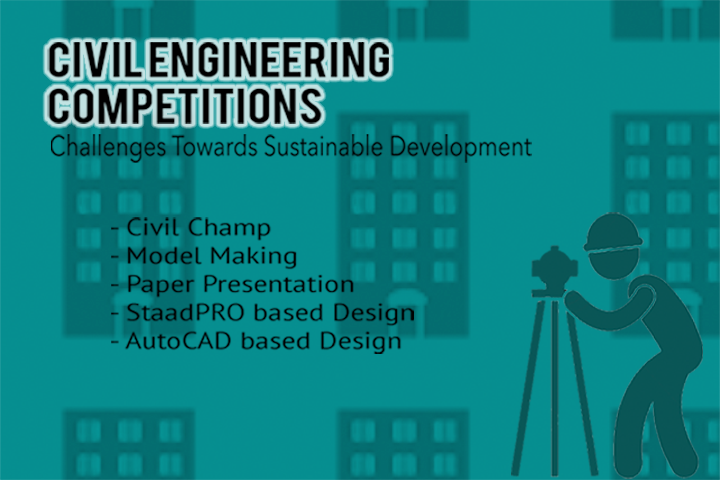 CIVIL ENGINEERING
COMPETITIONS
Challenges Towards Sustainable Development
- Civil Champ
- Model Making
- Paper Presentation
- StaadPRO based Design
- AutoCAD based Design